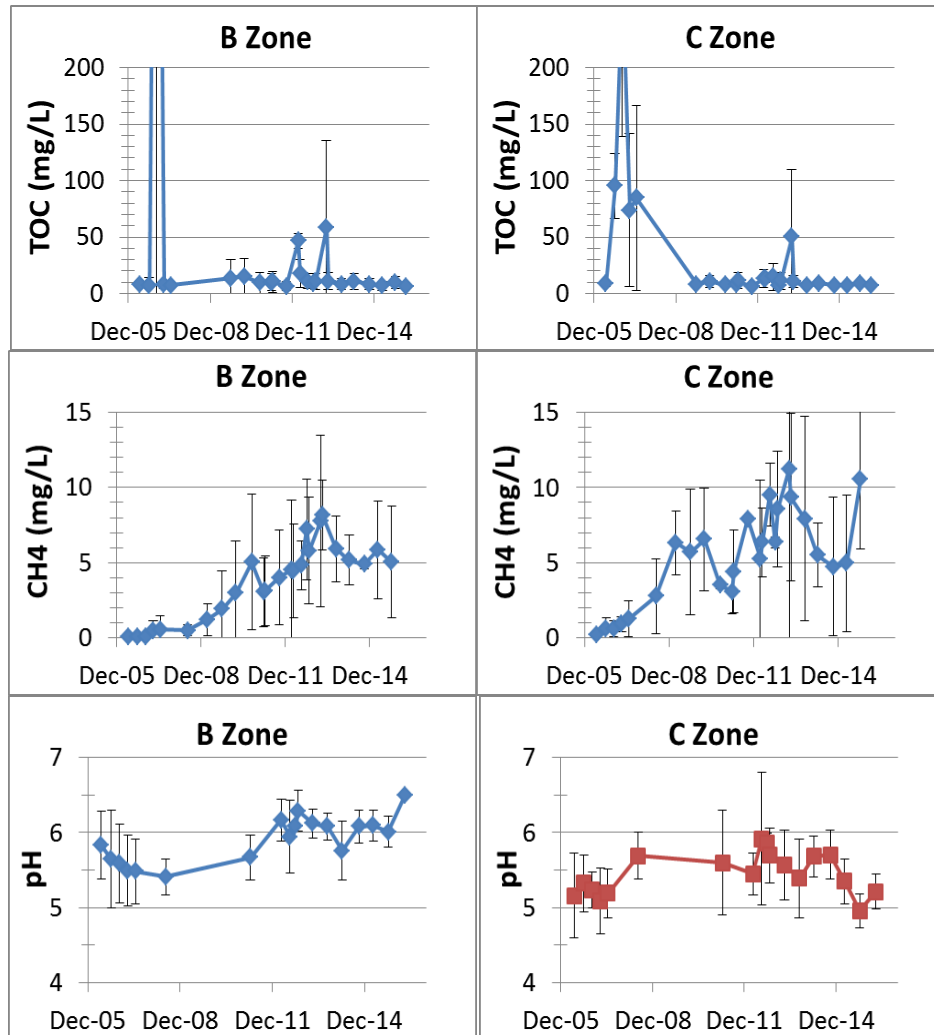 B Zone
TOC (mg/L)
200
150
100
50
0
Dec-05 Dec-08 Dec-11 Dec-14
C Zone
TOC (mg/L)
200
150
100
50
0
Dec-05 Dec-08 Dec-11 Dec-14
B Zone
CH4 (mg/L)
15
10
5
0
Dec-05 Dec-08 Dec-11 Dec-14
C Zone
CH4 (mg/L)
15
10
5
0
Dec-05 Dec-08 Dec-11 Dec-14
B Zone
pH
7
6
5
4
Dec-05 Dec-08 Dec-11 Dec-14
C Zone
pH
7
6
5
4
Dec-05 Dec-08 Dec-11 Dec-14